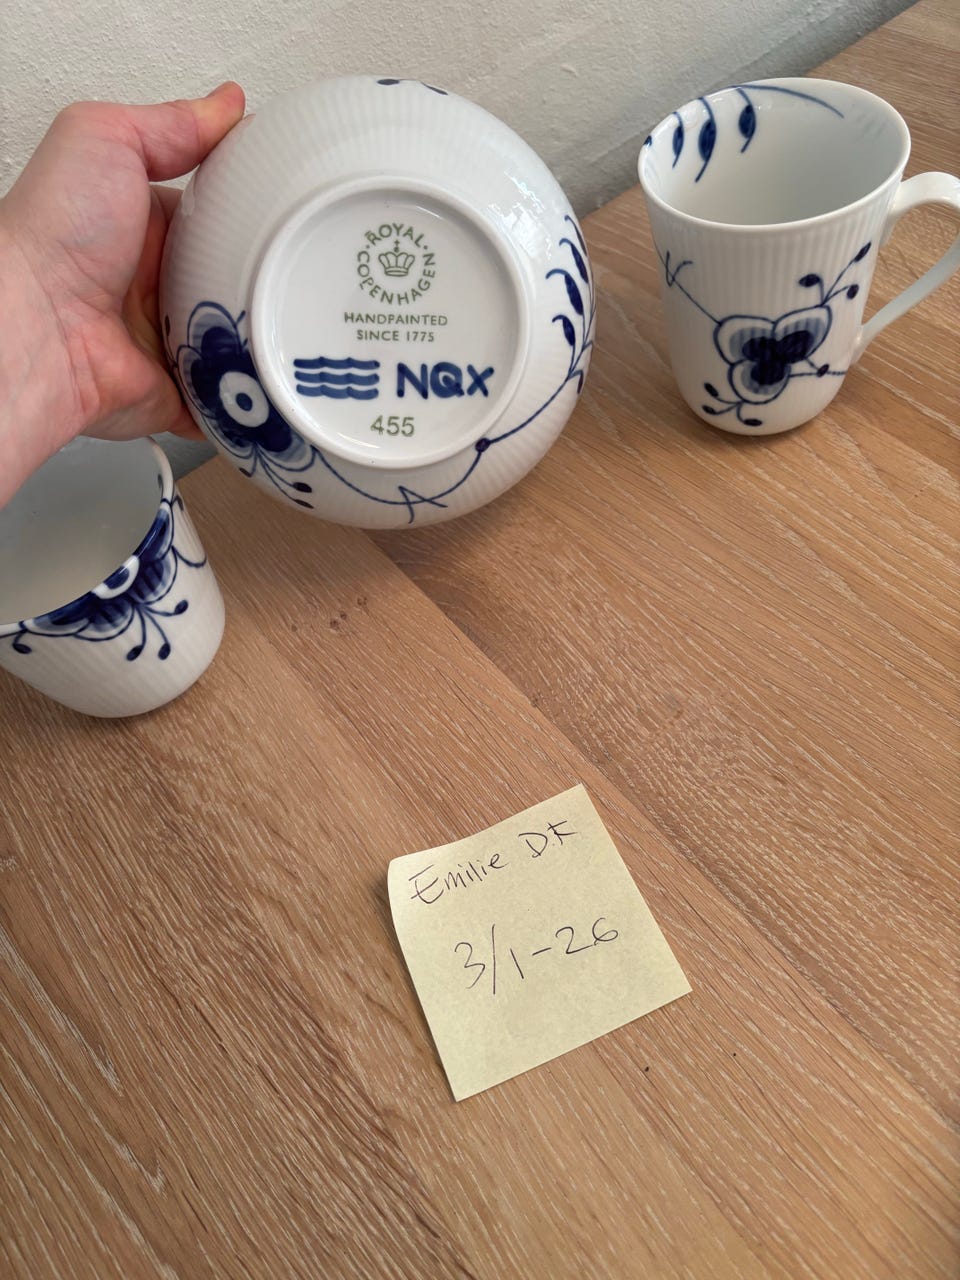 ROYAL COPENHAGEN
HANDPAINTED
SINCE 1775
NQX
455
Emilie D.F
3/1-26